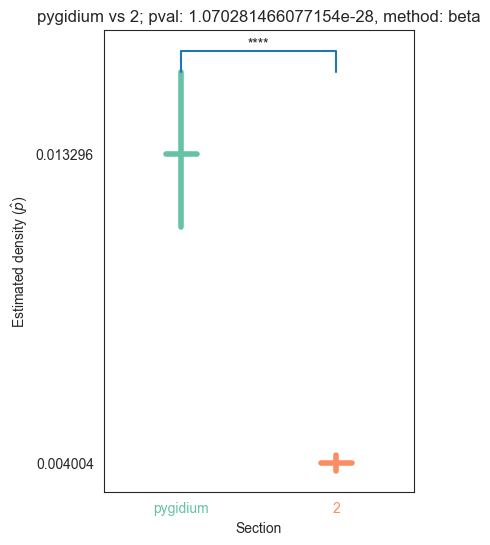 pygidium vs 2; pval: 1.070281466077154e-28, method: beta
****
0.013296
Estimated density (p̂)
0.004004
pygidium 2
Section